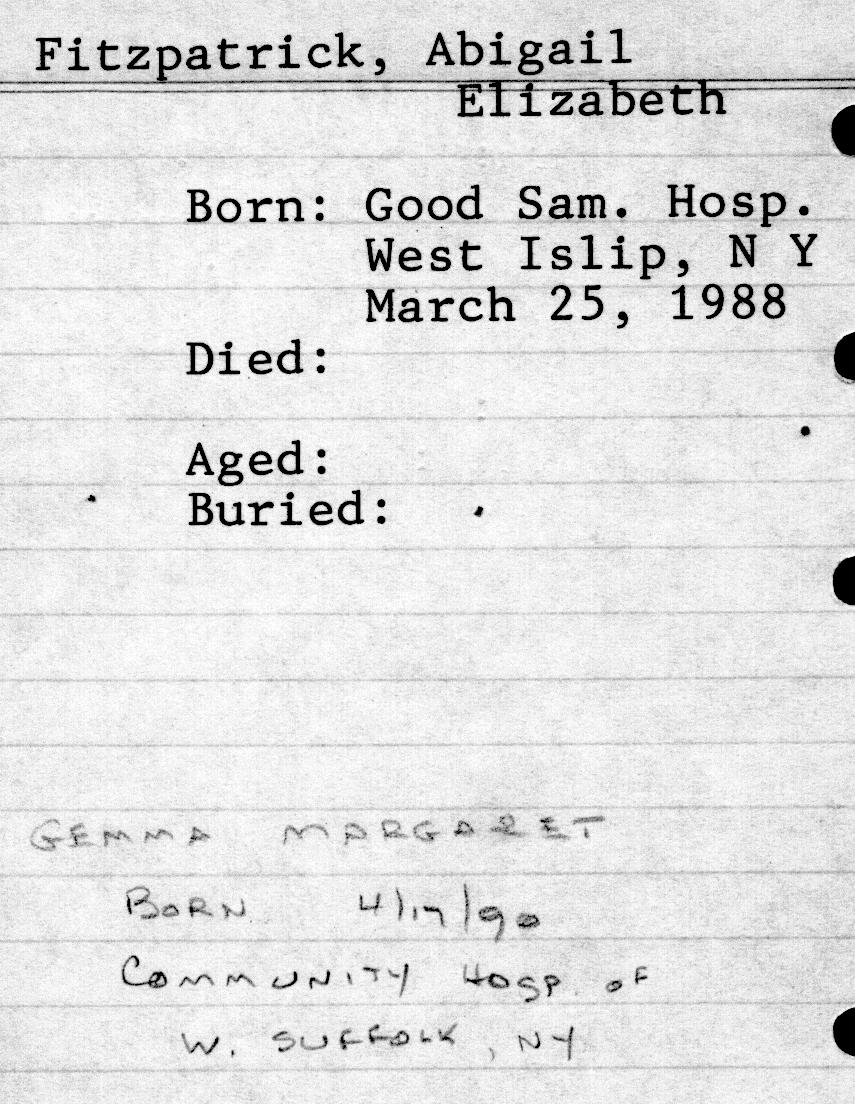 Fitzpatrick, Abigail
Elizabeth
Born: Good Sam. Hosp.
West Islip, N Y
March 25, 1988
Died:
Aged:
Buried:
GEMMA MARGARET
BORN 4/17/90
COMMUNITY HOSP. OF
W. SUFFOLK, NY